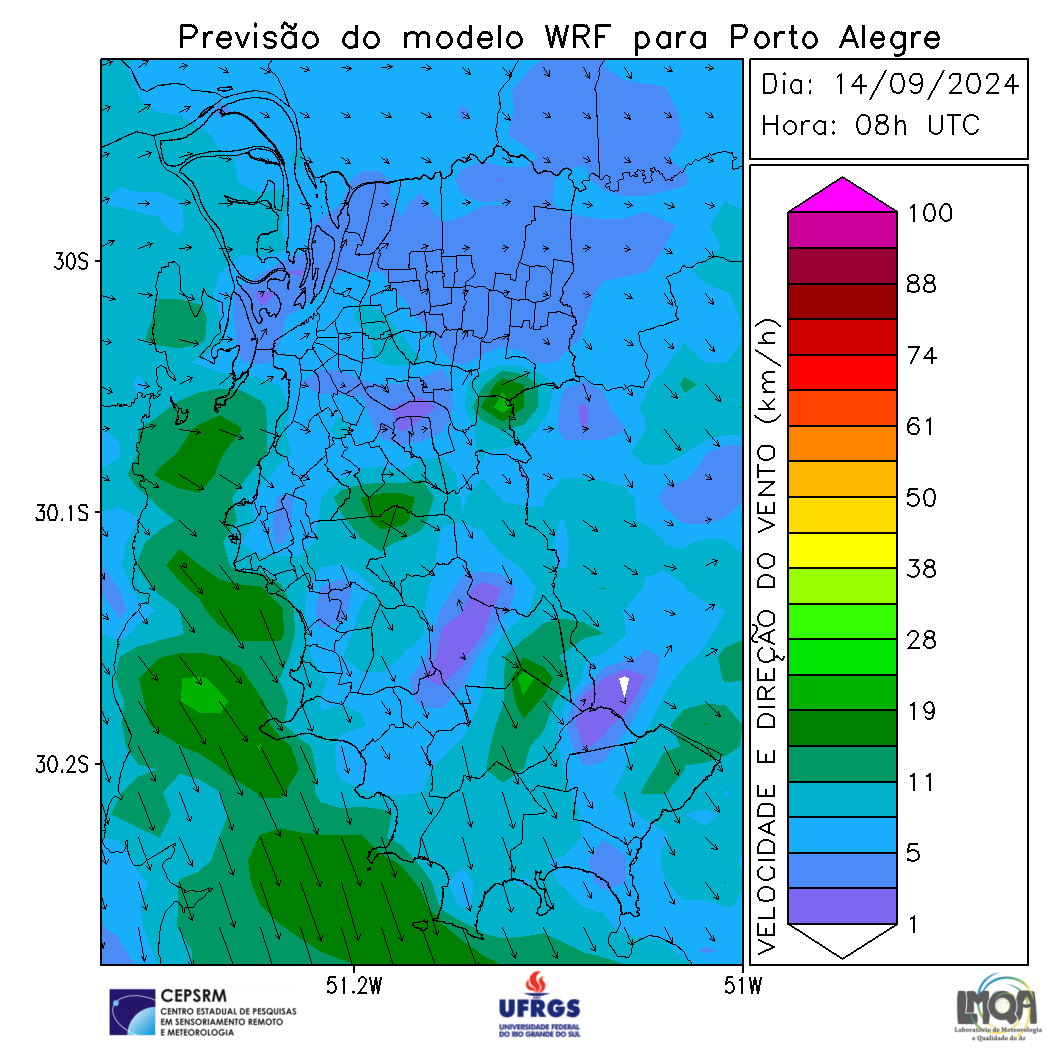 Previsão do modelo WRF para Porto Alegre
Dia: 14/09/2024
Hora: 08h UTC
30S
30.1S
30.2S
51.2W
51W
VELOCIDADE E DIREÇÃO DO VENTO (km/h)
100
88
74
61
50
38
28
19
11
5
1
CEPSRM
CENTRO ESTADUAL DE PESQUISAS
EM SENSORIAMENTO REMOTO
E METEOROLOGIA
UFRGS
UNIVERSIDADE FEDERAL
DO RIO GRANDE DO SUL
LMQA
Laboratório de Meteorologia
e Qualidade do Ar